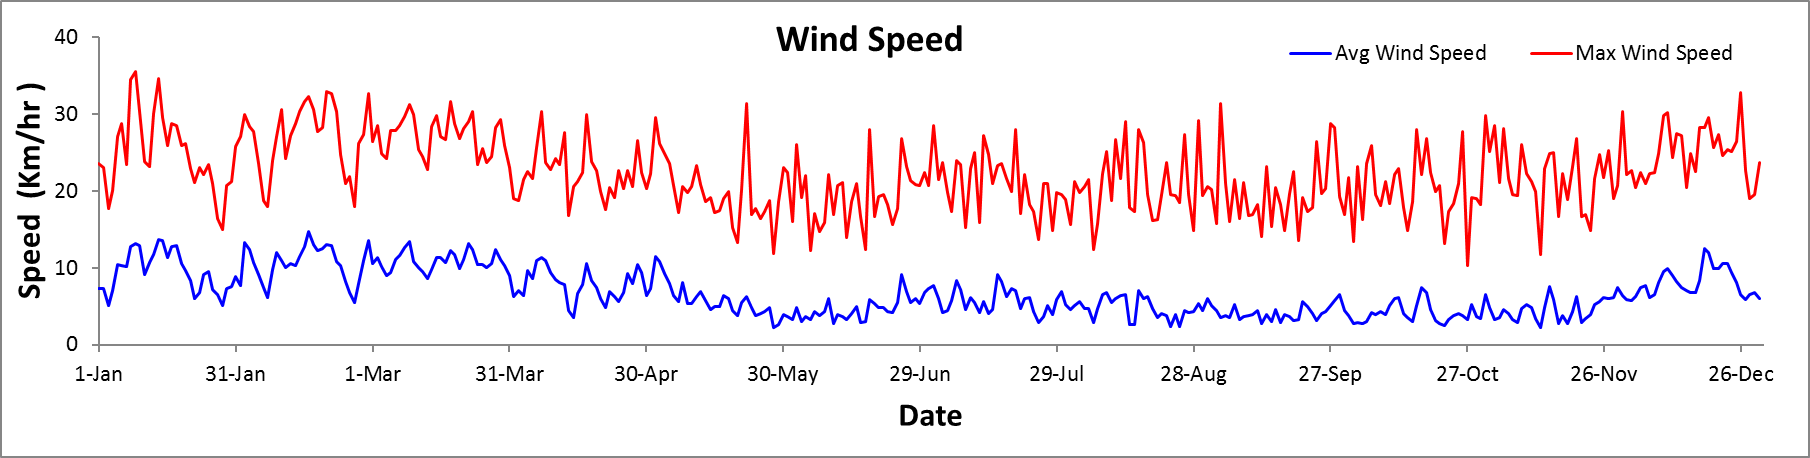 Wind Speed
Avg Wind Speed Max Wind Speed
Speed (Km/hr )
40
30
20
10
0
1-Jan 31-Jan 1-Mar 31-Mar 30-Apr 30-May 29-Jun 29-Jul 28-Aug 27-Sep 27-Oct 26-Nov 26-Dec
Date